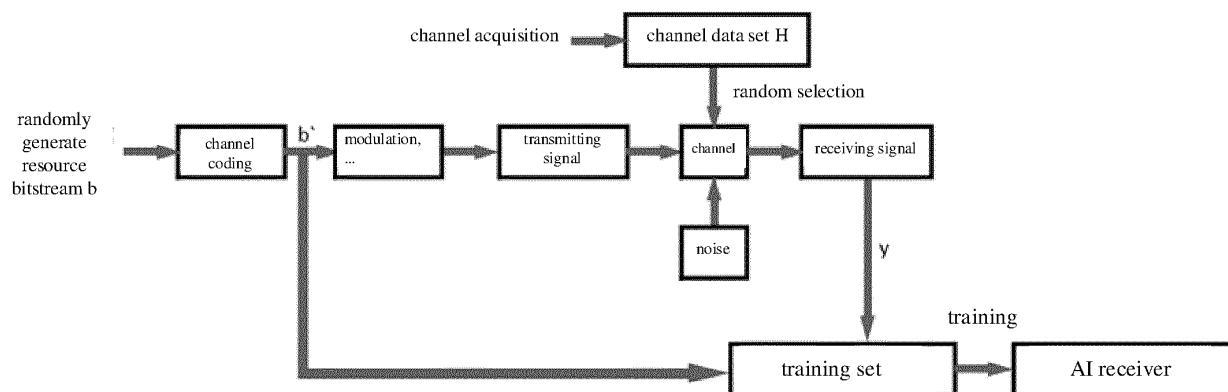 channel acquisition
channel data set H
random selection
randomly
generate
resource
bitstream b
channel
coding
b`
modulation,
...
transmitting
signal
channel
receiving signal
noise
y
training
training set
AI receiver